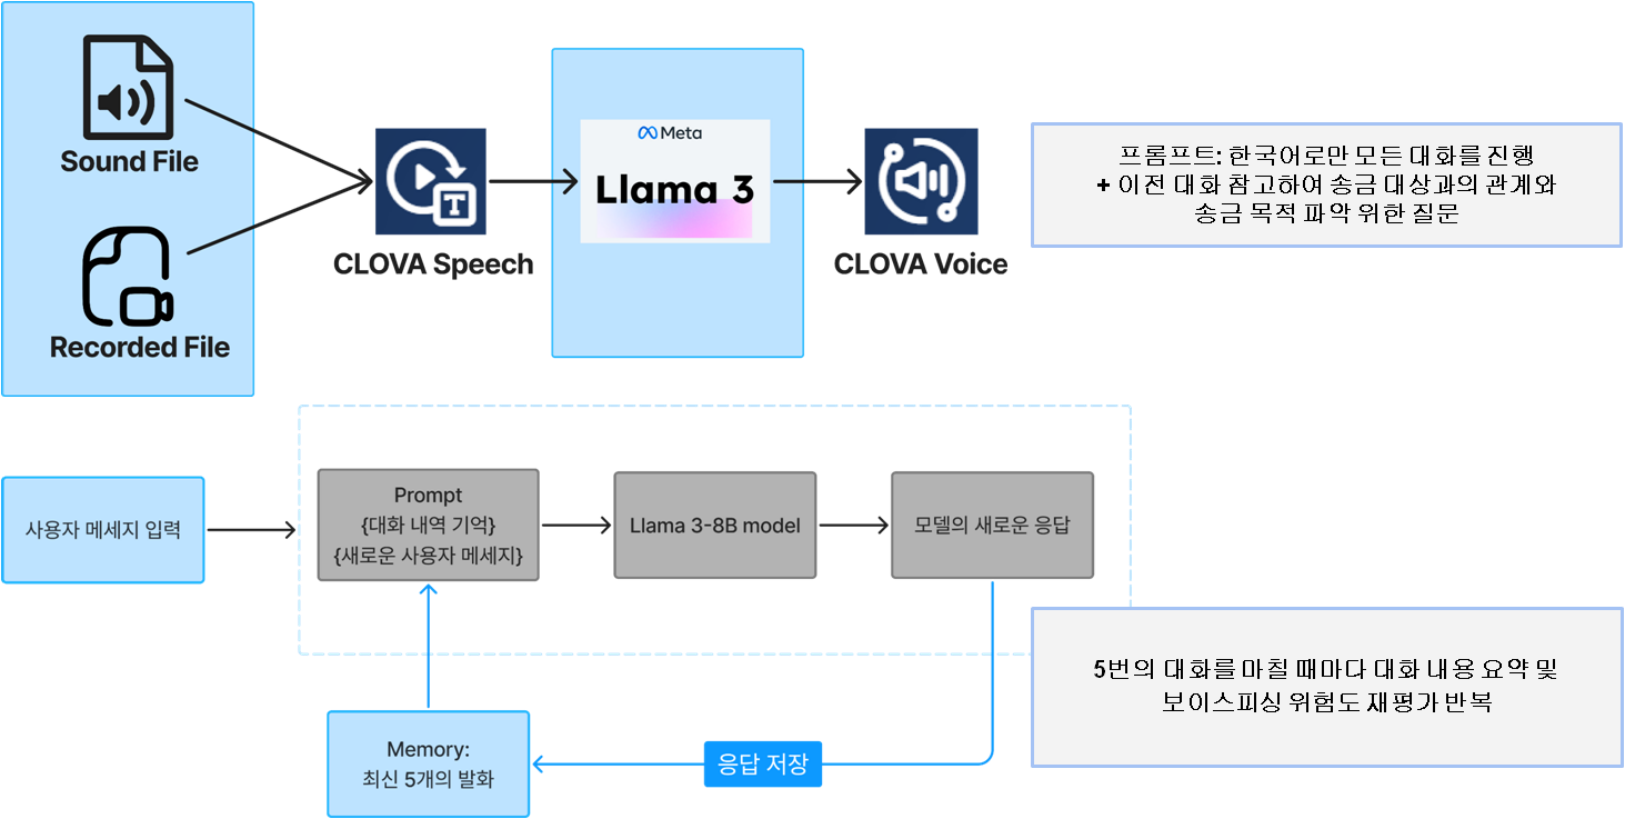 Sound File
Recorded File
CLOVA Speech
Meta
Llama 3
CLOVA Voice
프롬프트: 한국어로만 모든 대화를 진행
+ 이전 대화 참고하여 송금 대상과의 관계와
송금 목적 파악 위한 질문
사용자 메세지 입력
Prompt
{대화 내역 기억}
{새로운 사용자 메세지}
Llama 3-8B model
모델의 새로운 응답
Memory:
최신 5개의 발화
응답 저장
5번의 대화를 마칠 때마다 대화 내용 요약 및
보이스피싱 위험도 재평가 반복